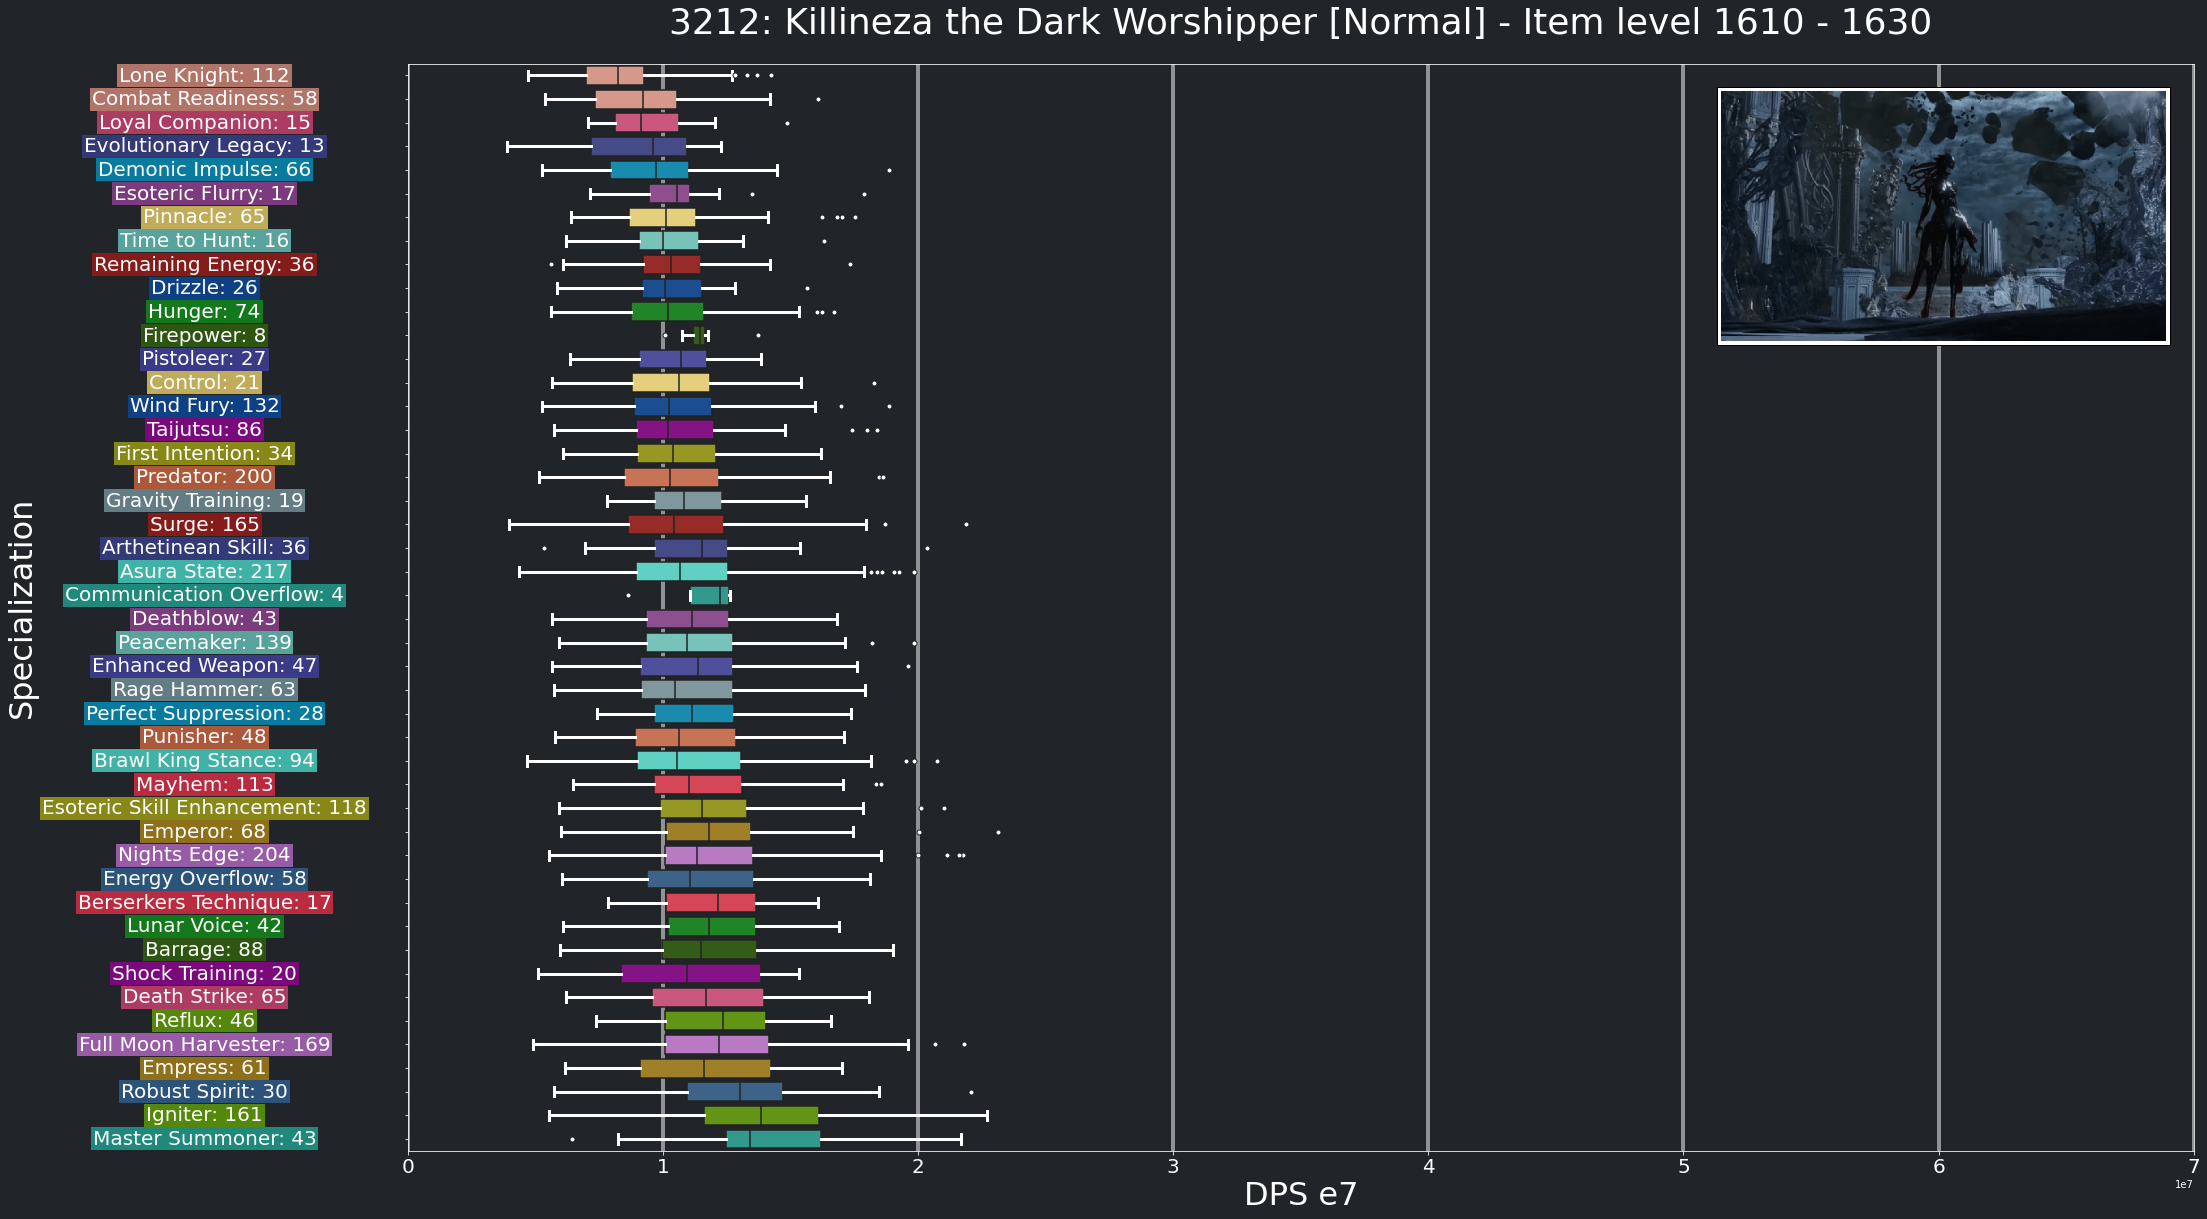 3212: Killineza the Dark Worshipper [Normal] - Item level 1610 - 1630
Lone Knight: 112
Combat Readiness: 58
Loyal Companion: 15
Evolutionary Legacy: 13
Demonic Impulse: 66
Esoteric Flurry: 17
Pinnacle: 65
Time to Hunt: 16
Remaining Energy: 36
Drizzle: 26
Hunger: 74
Firepower: 8
Pistoleer: 27
Control: 21
Wind Fury: 132
Taijutsu: 86
First Intention: 34
Predator: 200
Gravity Training: 19
Surge: 165
Arthetinean Skill: 36
Asura State: 217
Communication Overflow: 4
Deathblow: 43
Peacemaker: 139
Enhanced Weapon: 47
Rage Hammer: 63
Perfect Suppression: 28
Punisher: 48
Brawl King Stance: 94
Mayhem: 113
Esoteric Skill Enhancement: 118
Emperor: 68
Nights Edge: 204
Energy Overflow: 58
Berserkers Technique: 17
Lunar Voice: 42
Barrage: 88
Shock Training: 20
Death Strike: 65
Reflux: 46
Full Moon Harvester: 169
Empress: 61
Robust Spirit: 30
Igniter: 161
Master Summoner: 43
Specialization
0 1 2 3 4 5 6 7
1e7
DPS e7